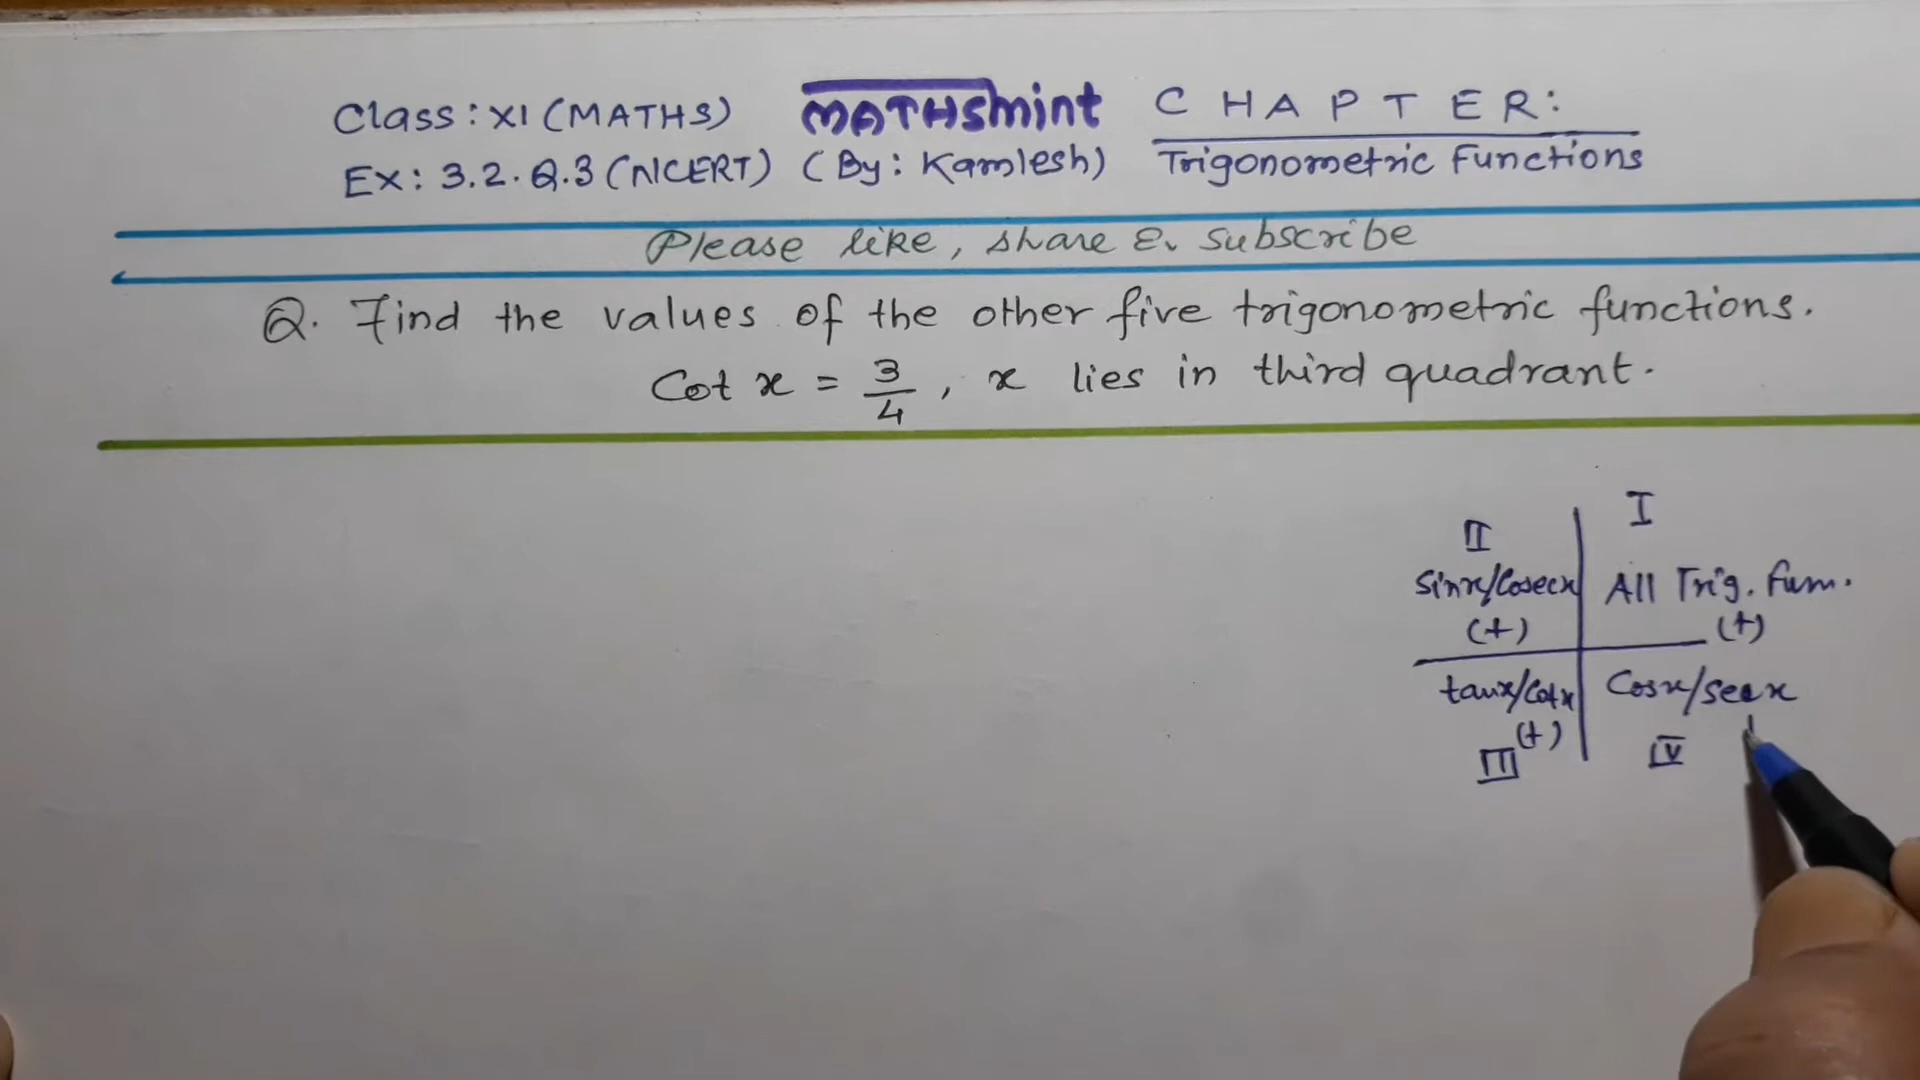 Class: XI (MATHS) MATHSmint CHAPTER:
Ex: 3.2. Q.3 (NCERT) (By: Kamlesh) Trigonometric Functions
Please like, share & subscribe
Q. Find the values of the other five trigonometric functions.
Cot x = 3/4, x lies in third quadrant.
II I
Sinx/Cosecx All Trig. Fun.
(+) (+)
tanx/Cotx Cosx/Secx
(+)
III IV